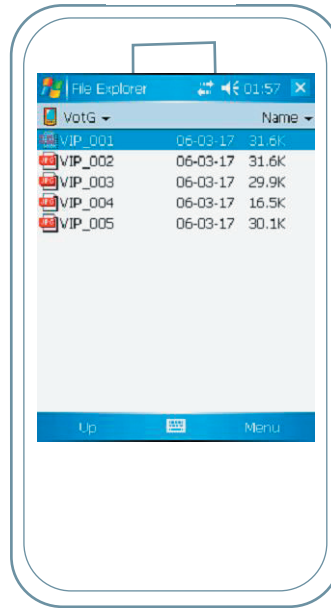 File Explorer 01:57
VotG Name
VIP_001 06-03-17 31.6K
VIP_002 06-03-17 31.6K
VIP_003 06-03-17 29.9K
VIP_004 06-03-17 16.5K
VIP_005 06-03-17 30.1K
Up Menu